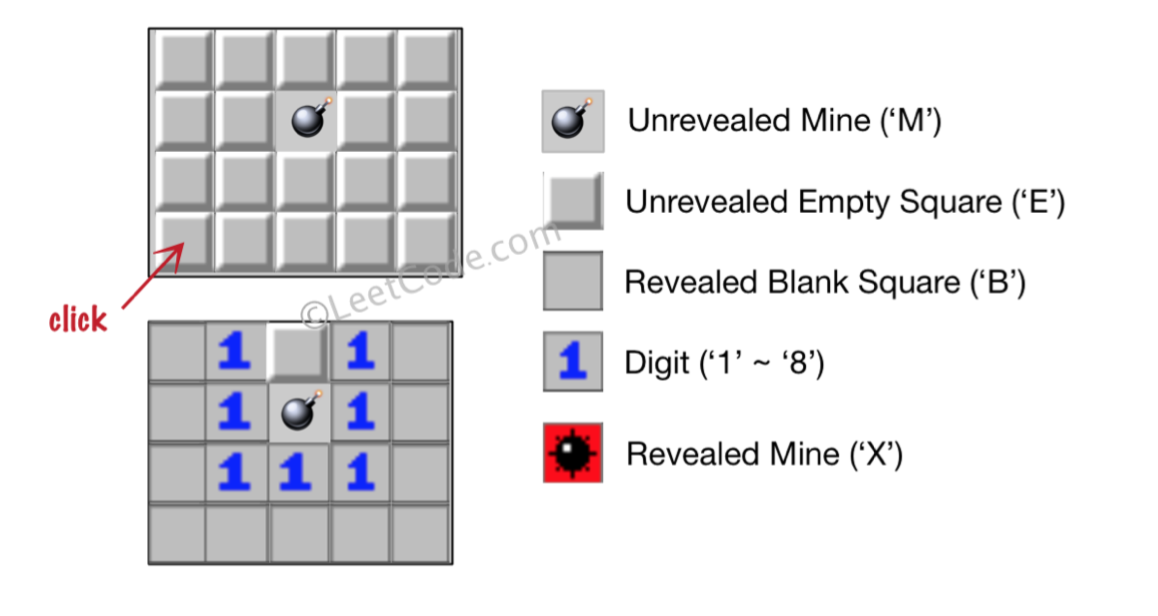 Unrevealed Mine (‘M’)
Unrevealed Empty Square (‘E’)
©LeetCode.com
Revealed Blank Square (‘B’)
click
1 1
1 Digit (‘1’ ~ ‘8’)
1 1
Revealed Mine (‘X’)
1 1 1